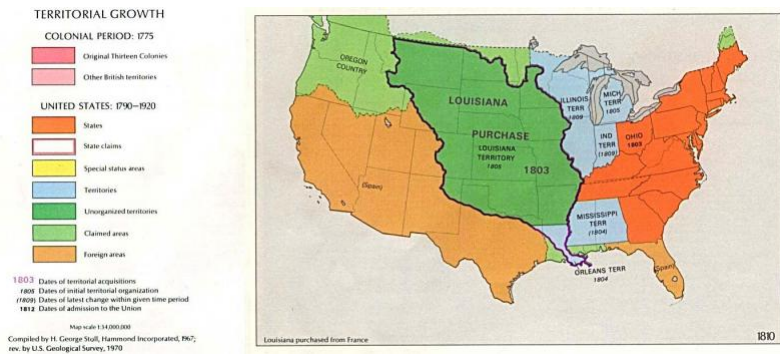 TERRITORIAL GROWTH
COLONIAL PERIOD: 1775
Original Thirteen Colonies
Other British territories
UNITED STATES: 1790–1920
States
State claims
Special status areas
Territories
Unorganized territories
Claimed areas
Foreign areas
1803 Dates of territorial acquisitions
1805 Dates of initial territorial organization
(1809) Dates of latest change within given time period
1812 Dates of admission to the Union
Map scale 1:34,000,000
Compiled by H. George Stoll, Hammond Incorporated, 1967;
rev. by U.S. Geological Survey, 1970
OREGON
COUNTRY
LOUISIANA
PURCHASE
LOUISIANA
TERRITORY
1805
1803
ILLINOIS
TERR
1809
MICH
TERR
1805
IND
TERR
(1809)
OHIO
1803
(Spain)
MISSISSIPPI
TERR
(1804)
ORLEANS TERR
1804
(Spain)
Louisiana purchased from France
1810